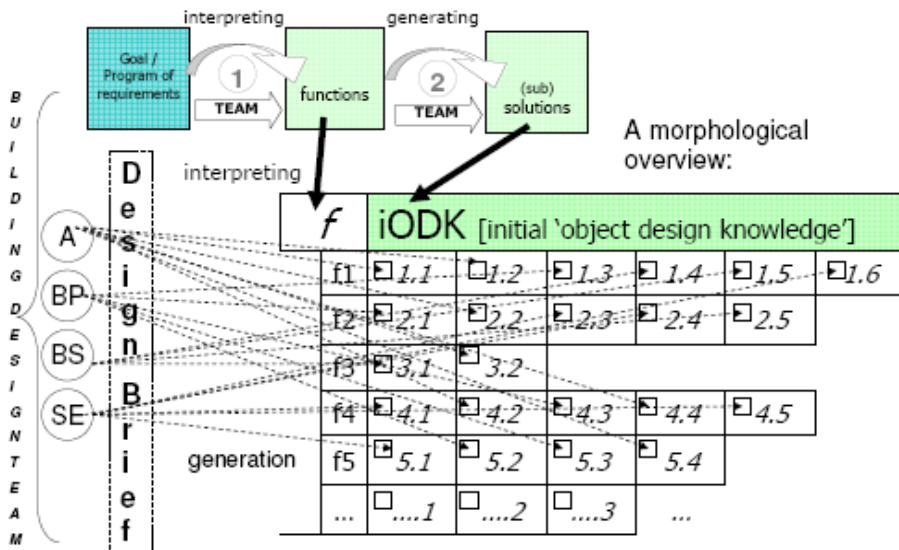 interpreting
generating
Goal /
Program of
requirements
1
TEAM
functions
2
TEAM
(sub)
solutions
BUILDING DESIGNTEAM
Design Brief
A
BP
BS
SE
interpreting
generation
A morphological
overview:
f iODK [initial 'object design knowledge']
f1 1.1 1.2 1.3 1.4 1.5 1.6
f2 2.1 2.2 2.3 2.4 2.5
f3 3.1 3.2
f4 4.1 4.2 4.3 4.4 4.5
f5 5.1 5.2 5.3 5.4
... ....1 ....2 ....3 ...